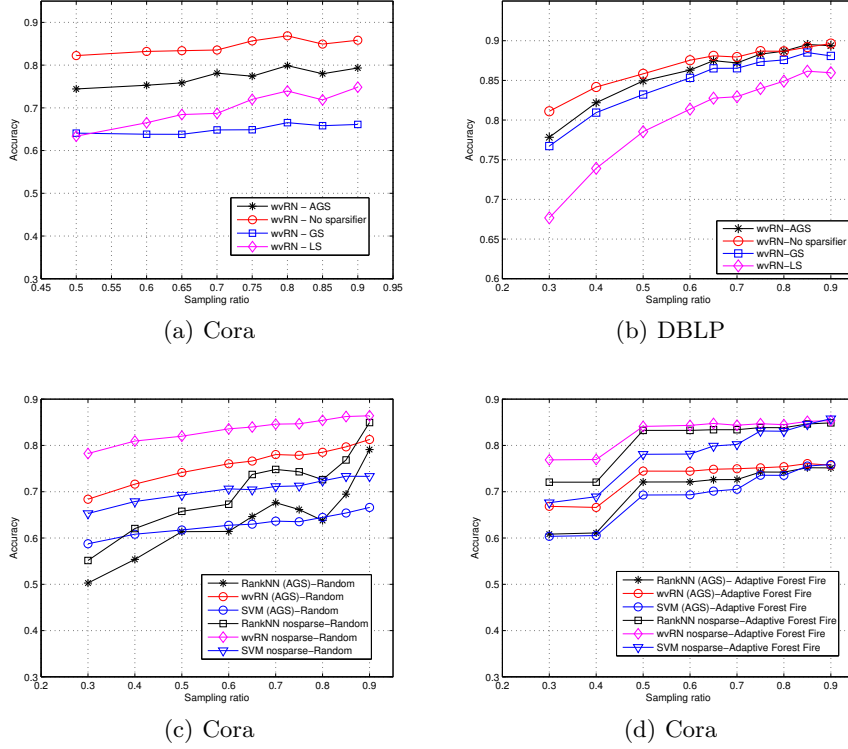 0.9
0.8
0.7
0.6
0.5
0.4
0.3
Accuracy
wvRN − AGS
wvRN − No sparsifier
wvRN − GS
wvRN − LS
0.45 0.5 0.55 0.6 0.65 0.7 0.75 0.8 0.85 0.9 0.95
Sampling ratio
(a) Cora
0.95
0.9
0.85
0.8
0.75
0.7
0.65
0.6
Accuracy
wvRN−AGS
wvRN−No sparsifier
wvRN−GS
wvRN−LS
0.2 0.3 0.4 0.5 0.6 0.7 0.8 0.9
Sampling ratio
(b) DBLP
0.9
0.8
0.7
0.6
0.5
0.4
0.3
Accuracy
RankNN (AGS)−Random
wvRN (AGS)−Random
SVM (AGS)−Random
RankNN nosparse−Random
wvRN nosparse−Random
SVM nosparse−Random
0.2 0.3 0.4 0.5 0.6 0.7 0.8 0.9
Sampling ratio
(c) Cora
0.9
0.8
0.7
0.6
0.5
0.4
0.3
Accuracy
RankNN (AGS)− Adaptive Forest Fire
wvRN (AGS)−Adaptive Forest Fire
SVM (AGS)−Adaptive Forest Fire
RankNN nosparse−Adaptive Forest Fire
wvRN nosparse−Adaptive Forest Fire
SVM nosparse−Adaptive Forest Fire
0.2 0.3 0.4 0.5 0.6 0.7 0.8 0.9
Sampling ratio
(d) Cora